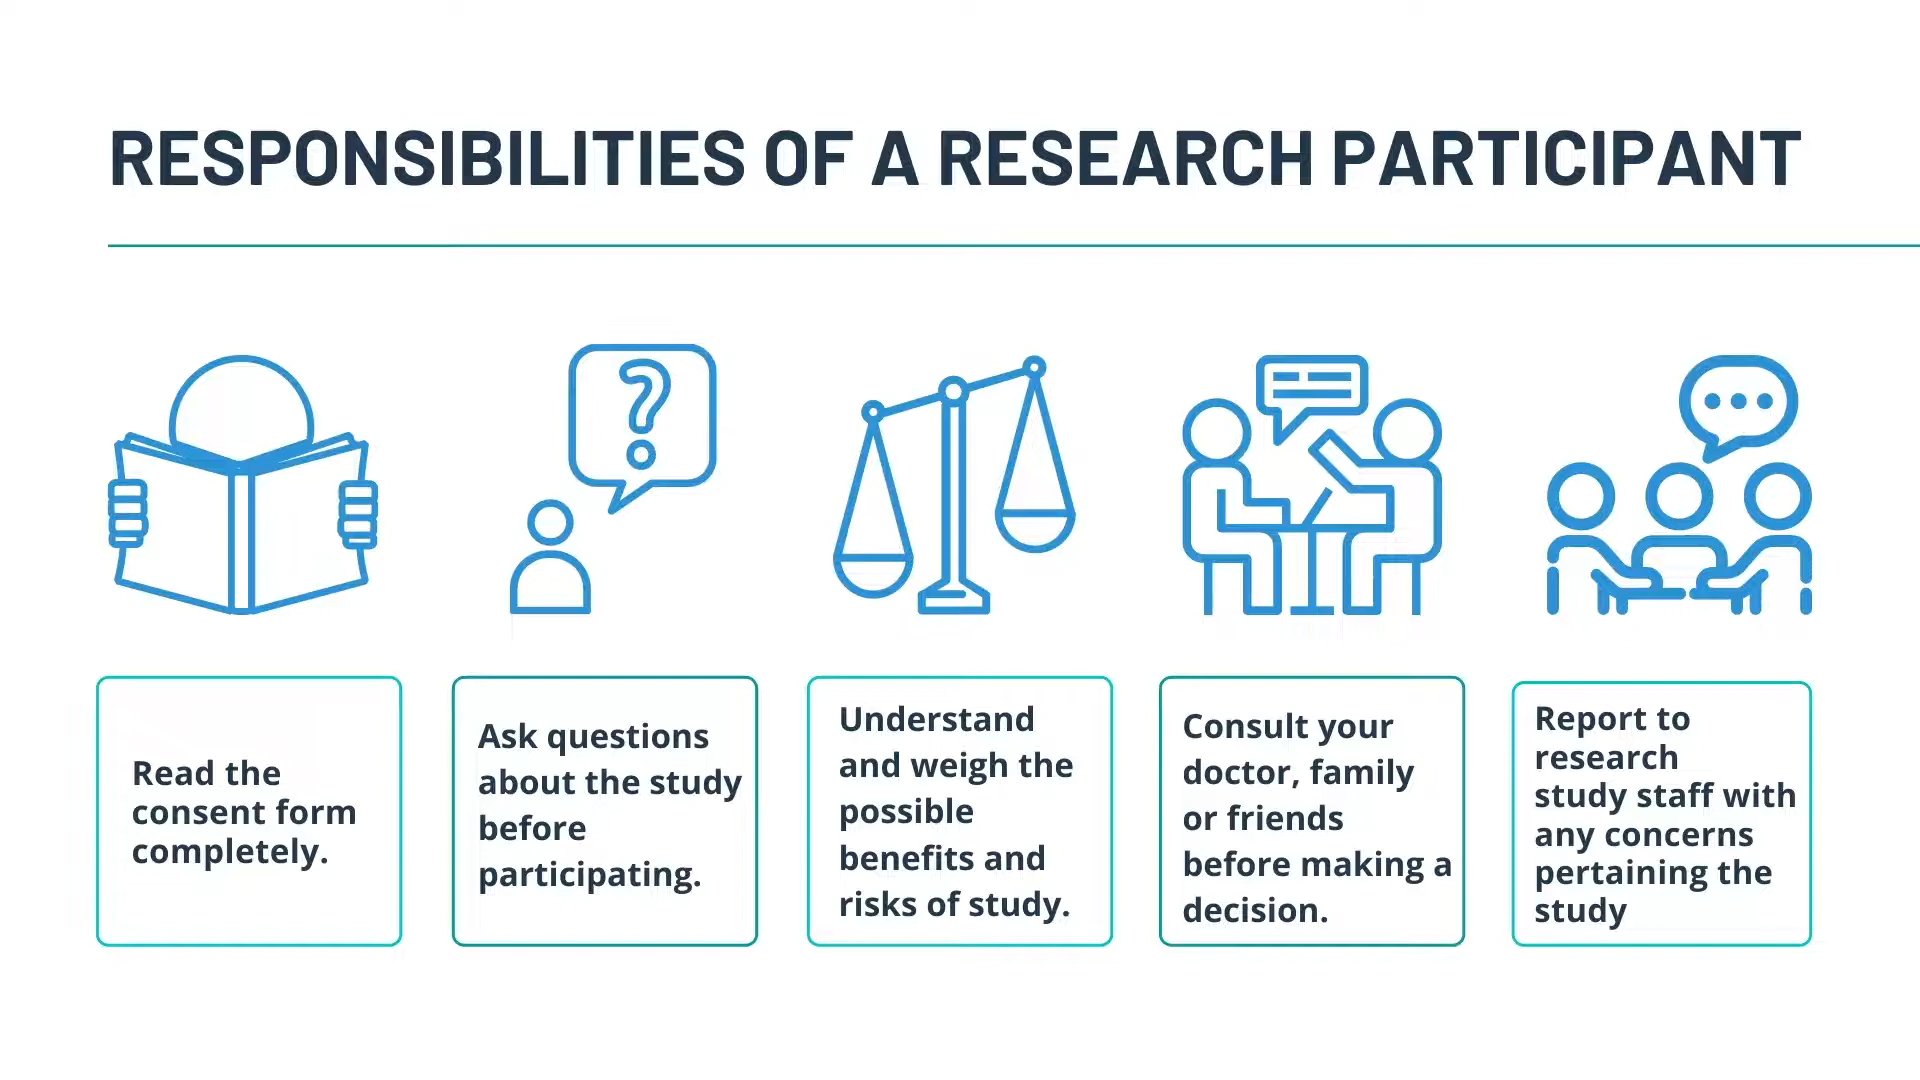 RESPONSIBILITIES OF A RESEARCH PARTICIPANT
?
Read the
consent form
completely.
Ask questions
about the study
before
participating.
Understand
and weigh the
possible
benefits and
risks of study.
Consult your
doctor, family
or friends
before making a
decision.
Report to
research
study staff with
any concerns
pertaining the
study